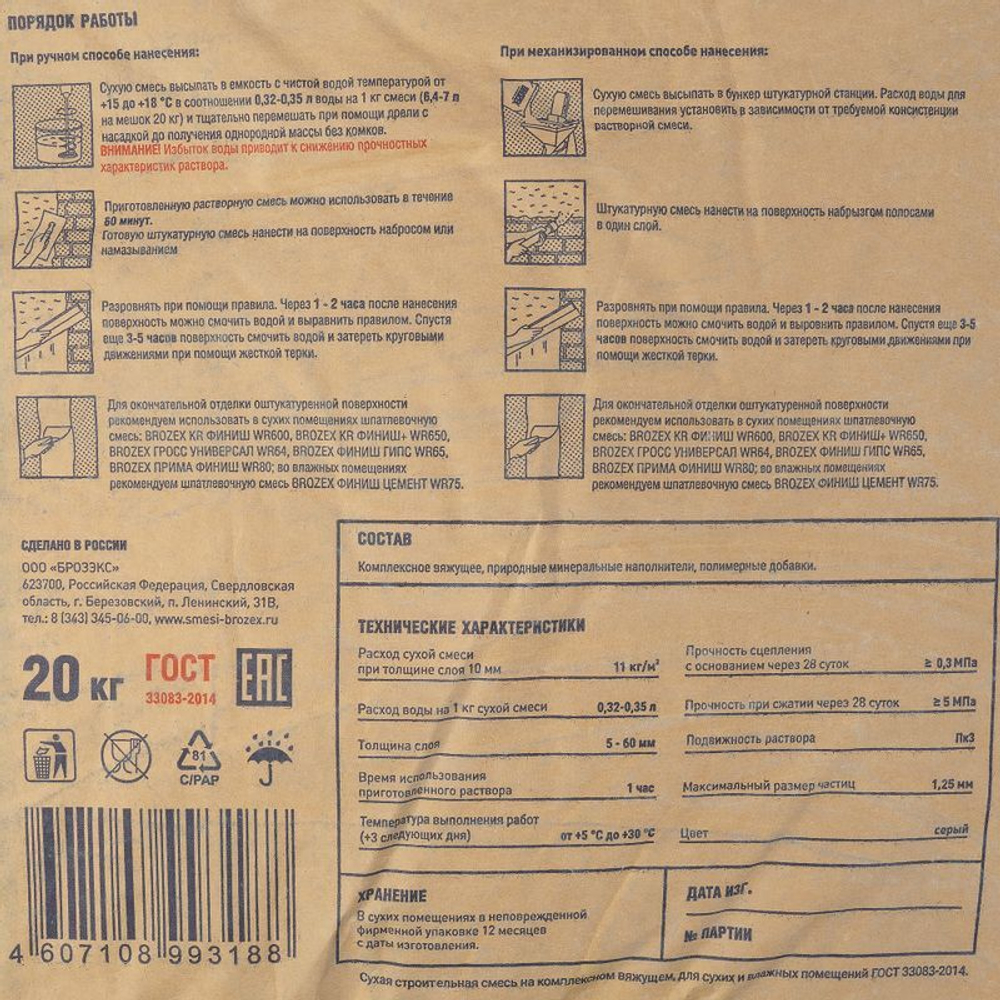 ПОРЯДОК РАБОТЫ
При ручном способе нанесения:
Сухую смесь высыпать в емкость с чистой водой температурой от
+15 до +18 °С в соотношении 0,32-0,35 л воды на 1 кг смеси (6,4-7 л
на мешок 20 кг) и тщательно перемешать при помощи дрели с
насадкой до получения однородной массы без комков.
ВНИМАНИЕ! Избыток воды приводит к снижению прочностных
характеристик раствора.
Приготовленную растворную смесь можно использовать в течение
60 минут.
Готовую штукатурную смесь нанести на поверхность набросом или
намазыванием
Разровнять при помощи правила. Через 1 - 2 часа после нанесения
поверхность можно смочить водой и выравнить правилом. Спустя
еще 3-5 часов поверхность смочить водой и затереть круговыми
движениями при помощи жесткой терки.
Для окончательной отделки оштукатуренной поверхности
рекомендуем использовать в сухих помещениях шпатлевочную
смесь: BROZEX KR ФИНИШ WR600, BROZEX KR ФИНИШ+ WR650,
BROZEX ГРОСС УНИВЕРСАЛ WR64, BROZEX ФИНИШ ГИПС WR65,
BROZEX ПРИМА ФИНИШ WR80; во влажных помещениях
рекомендуем шпатлевочную смесь BROZEX ФИНИШ ЦЕМЕНТ WR75.
При механизированном способе нанесения:
Сухую смесь высыпать в бункер штукатурной станции. Расход воды для
перемешивания установить в зависимости от требуемой консистенции
растворной смеси.
Штукатурную смесь нанести на поверхность набрызгом полосами
в один слой.
Разровнять при помощи правила. Через 1 - 2 часа после нанесения
поверхность можно смочить водой и выровнить правилом. Спустя еще 3-5
часов поверхность смочить водой и затереть круговыми движениями при
помощи жесткой терки.
Для окончательной отделки оштукатуренной поверхности
рекомендуем использовать в сухих помещениях шпатлевочную
смесь: BROZEX KR ФИНИШ WR600, BROZEX KR ФИНИШ+ WR650,
BROZEX ГРОСС УНИВЕРСАЛ WR64, BROZEX ФИНИШ ГИПС WR65,
BROZEX ПРИМА ФИНИШ WR80; во влажных помещениях
рекомендуем шпатлевочную смесь BROZEX ФИНИШ ЦЕМЕНТ WR75.
СДЕЛАНО В РОССИИ
ООО «БРОЗЭКС»
623700, Российская Федерация, Свердловская
область, г. Березовский, п. Ленинский, 31В,
тел.: 8 (343) 345-06-00, www.smesi-brozex.ru
20 кг
ГОСТ
33083-2014
EAC
81
C/PAP
4 607108 993188
СОСТАВ
Комплексное вяжущее, природные минеральные наполнители, полимерные добавки.
ТЕХНИЧЕСКИЕ ХАРАКТЕРИСТИКИ
Расход сухой смеси
при толщине слоя 10 мм 11 кг/м²
Расход воды на 1 кг сухой смеси 0,32-0,35 л
Толщина слоя 5 - 60 мм
Время использования
приготовленного раствора 1 час
Температура выполнения работ
(+3 следующих дня) от +5 °С до +30 °С
Прочность сцепления
с основанием через 28 суток ≥ 0,3 МПа
Прочность при сжатии через 28 суток ≥ 5 МПа
Подвижность раствора Пк3
Максимальный размер частиц 1,25 мм
Цвет серый
ХРАНЕНИЕ
В сухих помещениях в неповрежденной
фирменной упаковке 12 месяцев
с даты изготовления.
ДАТА ИЗГ.
№ ПАРТИИ
Сухая строительная смесь на комплексном вяжущем, для сухих и влажных помещений ГОСТ 33083-2014.